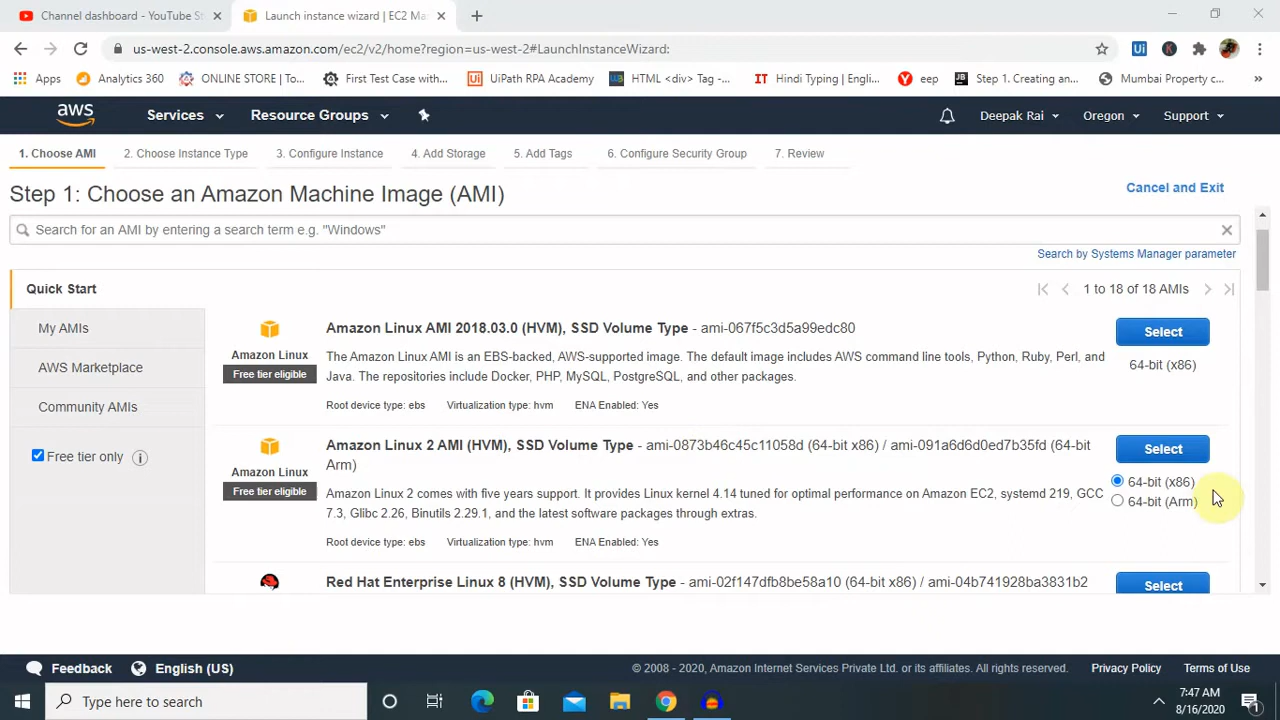 Channel dashboard - YouTube St
Launch instance wizard | EC2 Ma
us-west-2.console.aws.amazon.com/ec2/v2/home?region=us-west-2#LaunchInstanceWizard:
Apps
Analytics 360
ONLINE STORE | To...
First Test Case with...
UiPath RPA Academy
HTML <div> Tag -...
Hindi Typing | Engli...
eep
Step 1. Creating an...
Mumbai Property c...
»
aws
Services
Resource Groups
Deepak Rai
Oregon
Support
1. Choose AMI
2. Choose Instance Type
3. Configure Instance
4. Add Storage
5. Add Tags
6. Configure Security Group
7. Review
Step 1: Choose an Amazon Machine Image (AMI)
Cancel and Exit
Search for an AMI by entering a search term e.g. "Windows"
Search by Systems Manager parameter
Quick Start
1 to 18 of 18 AMIs
My AMIs
AWS Marketplace
Community AMIs
Free tier only
Amazon Linux
Free tier eligible
Amazon Linux AMI 2018.03.0 (HVM), SSD Volume Type - ami-067f5c3d5a99edc80
The Amazon Linux AMI is an EBS-backed, AWS-supported image. The default image includes AWS command line tools, Python, Ruby, Perl, and
Java. The repositories include Docker, PHP, MySQL, PostgreSQL, and other packages.
Root device type: ebs Virtualization type: hvm ENA Enabled: Yes
Select
64-bit (x86)
Amazon Linux
Free tier eligible
Amazon Linux 2 AMI (HVM), SSD Volume Type - ami-0873b46c45c11058d (64-bit x86) / ami-091a6d6d0ed7b35fd (64-bit
Arm)
Amazon Linux 2 comes with five years support. It provides Linux kernel 4.14 tuned for optimal performance on Amazon EC2, systemd 219, GCC
7.3, Glibc 2.26, Binutils 2.29.1, and the latest software packages through extras.
Root device type: ebs Virtualization type: hvm ENA Enabled: Yes
Select
64-bit (x86)
64-bit (Arm)
Red Hat Enterprise Linux 8 (HVM), SSD Volume Type - ami-02f147dfb8be58a10 (64-bit x86) / ami-04b741928ba3831b2
Select
Feedback
English (US)
© 2008 - 2020, Amazon Internet Services Private Ltd. or its affiliates. All rights reserved.
Privacy Policy
Terms of Use
Type here to search
7:47 AM
8/16/2020